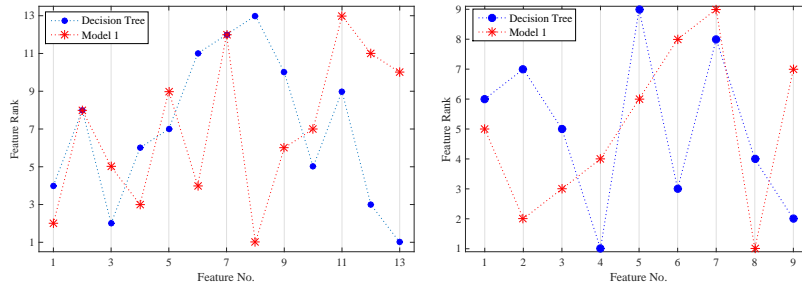 Decision Tree
Model 1
Feature Rank
13
11
9
7
5
3
1
1 3 5 7 9 11 13
Feature No.
Decision Tree
Model 1
Feature Rank
9
8
7
6
5
4
3
2
1
1 2 3 4 5 6 7 8 9
Feature No.